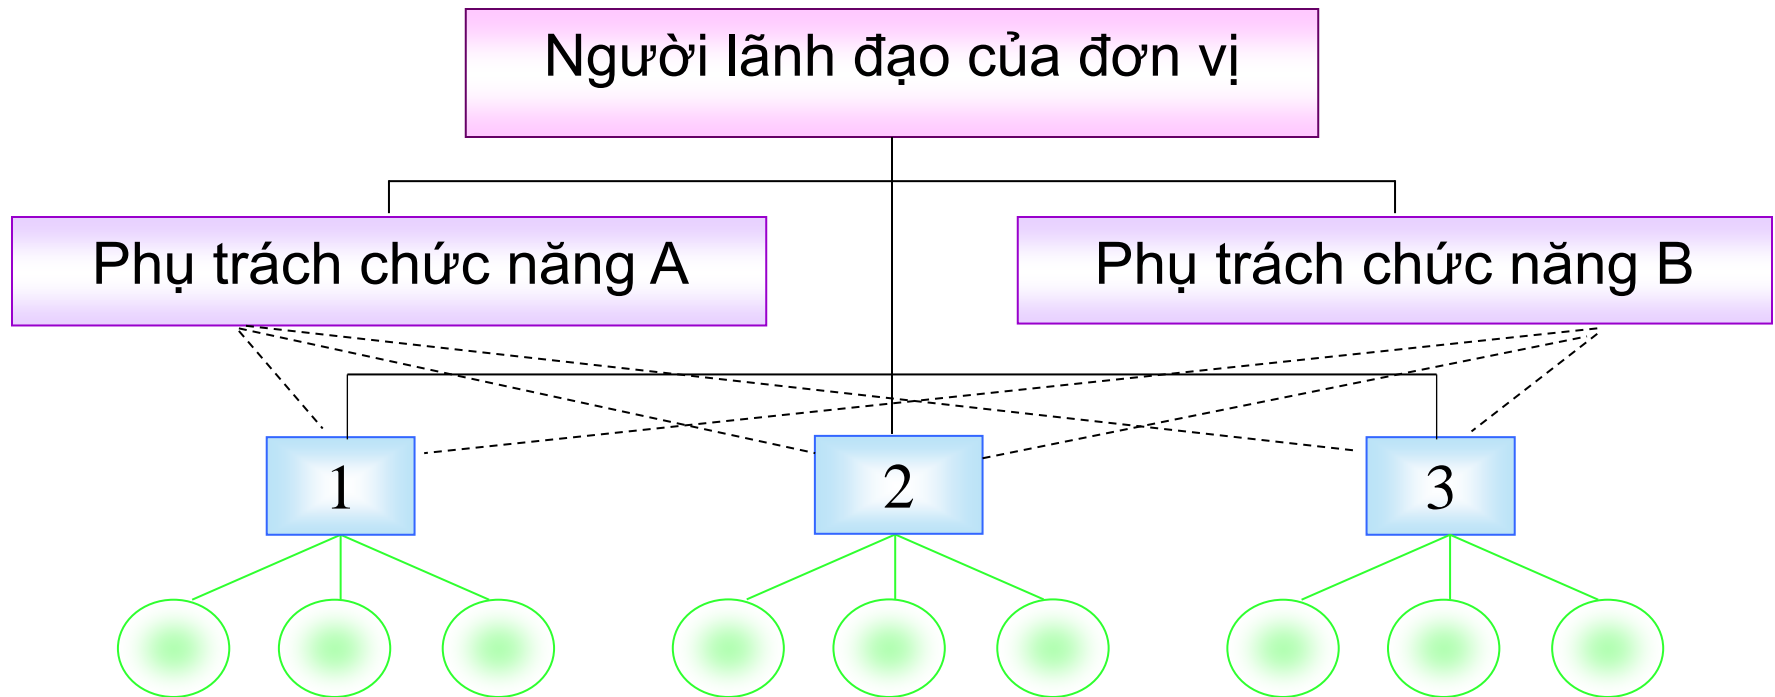 Người lãnh đạo của đơn vị
Phụ trách chức năng A
Phụ trách chức năng B
1
2
3